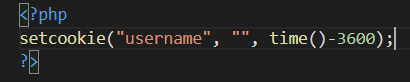 <?php
setcookie("username", "", time()-3600);
?>